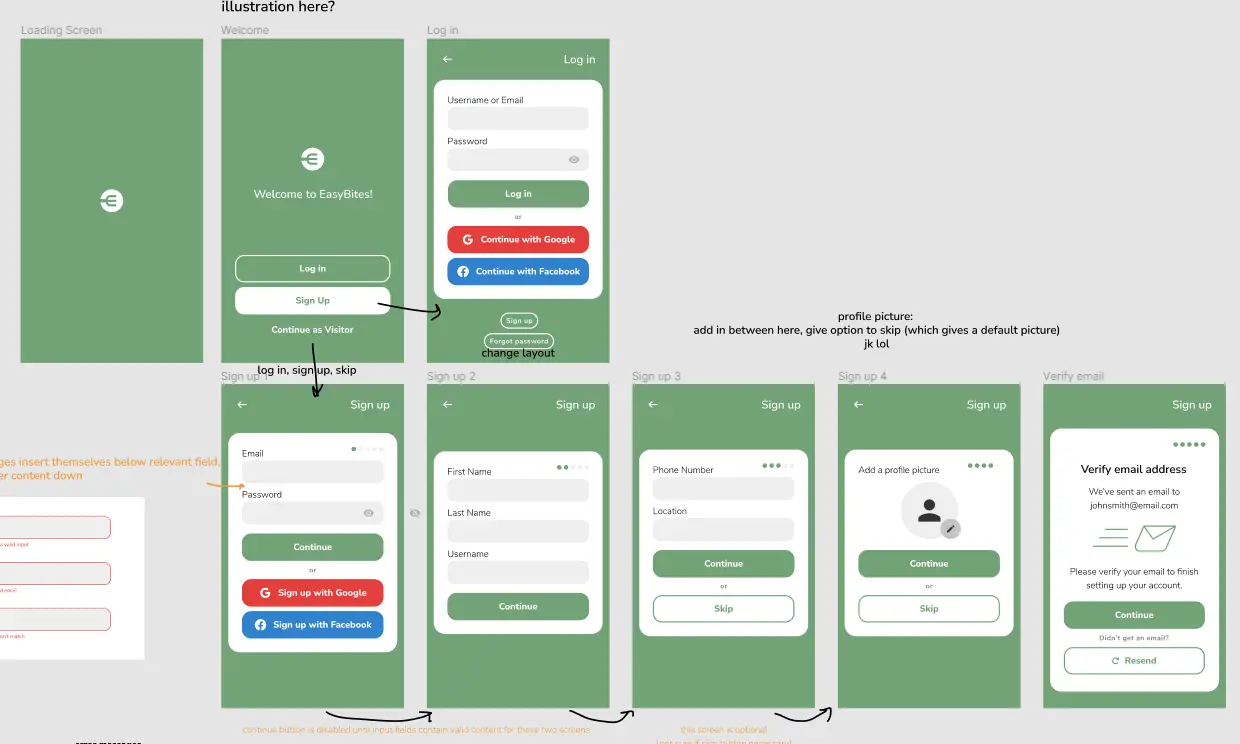 illustration here?
Loading Screen
Welcome
Log in
Welcome to EasyBites!
Log in
Sign Up
Continue as Visitor
log in, sign up, skip
Log in
Username or Email
Password
Log in
or
Continue with Google
Continue with Facebook
Sign up
Forgot password
change layout
profile picture:
add in between here, give option to skip (which gives a default picture)
jk lol
Sign up 1
Sign up 2
Sign up 3
Sign up 4
Verify email
ges insert themselves below relevant field,
er content down
a valid input
Sign up
Email
Password
Continue
or
Sign up with Google
Sign up with Facebook
Sign up
First Name
Last Name
Username
Continue
Sign up
Phone Number
Location
Continue
or
Skip
Sign up
Add a profile picture
Continue
or
Skip
Sign up
Verify email address
We've sent an email to
johnsmith@email.com
Please verify your email to finish
setting up your account.
Continue
Didn't get an email?
Resend
continue button is disabled until input fields contain valid content for these two screens
this screen is optional